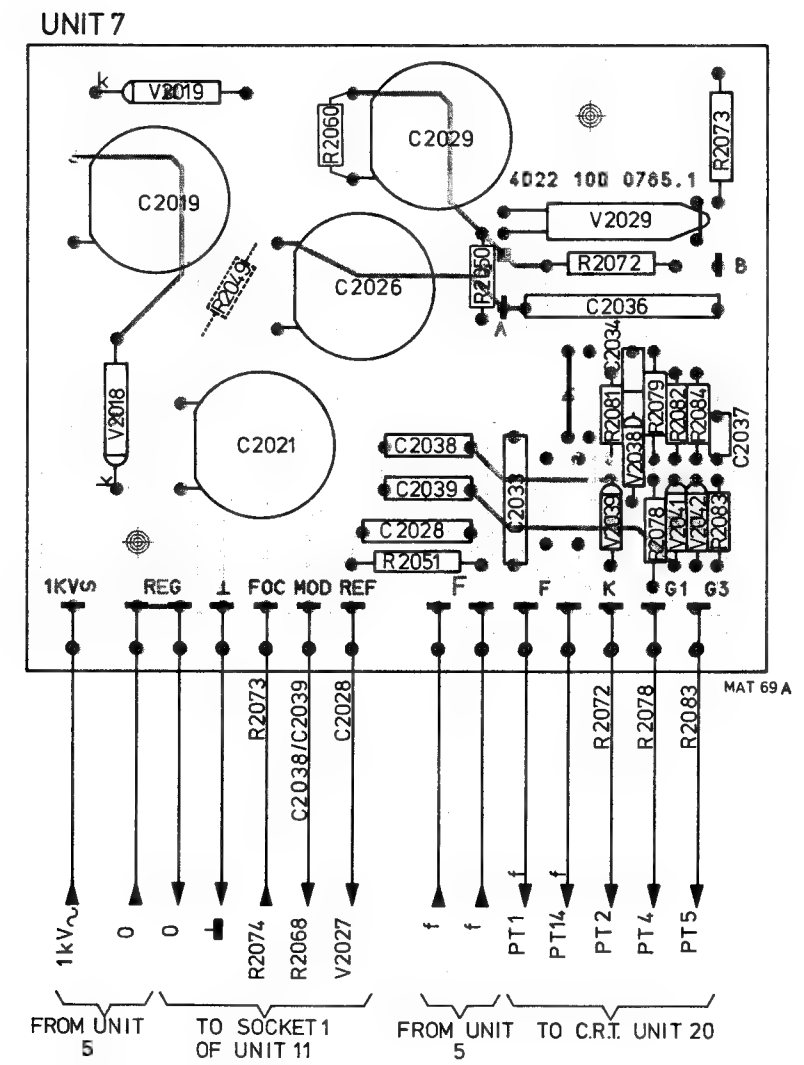 UNIT 7
k
V2019
R2060
C2029
R2073
C2019
4022 100 0765.1
V2029
R2049
C2026
R2050
R2072
B
C2036
A
C2034
V2018
k
C2021
C2038
C2039
C2033
C2028
R2051
R2081
V2038
R2079
R2082
R2084
C2037
V2039
R2078
V2041
V2042
R2083
1KVS REG ⊥ FOC MOD REF F F K G1 G3
MAT 69 A
R2073
C2038/C2039
C2028
R2072
R2078
R2083
f
f
1kV~
0
0
⊥
R2074
R2068
V2027
f
f
PT1
PT14
PT2
PT4
PT5
FROM UNIT
5
TO SOCKET 1
OF UNIT 11
FROM UNIT
5
TO C.R.T. UNIT 20